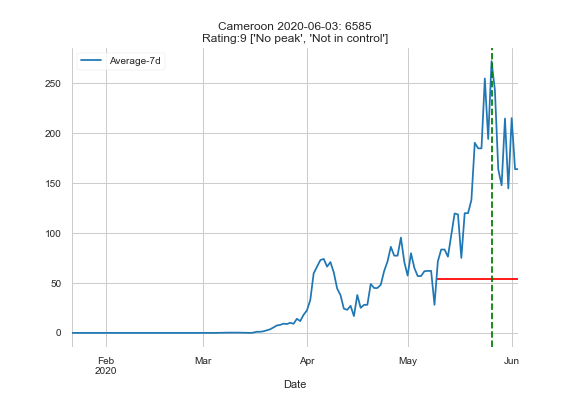 Cameroon 2020-06-03: 6585
Rating:9 ['No peak', 'Not in control']
Average-7d
250
200
150
100
50
0
Feb
2020
Mar
Apr
May
Jun
Date